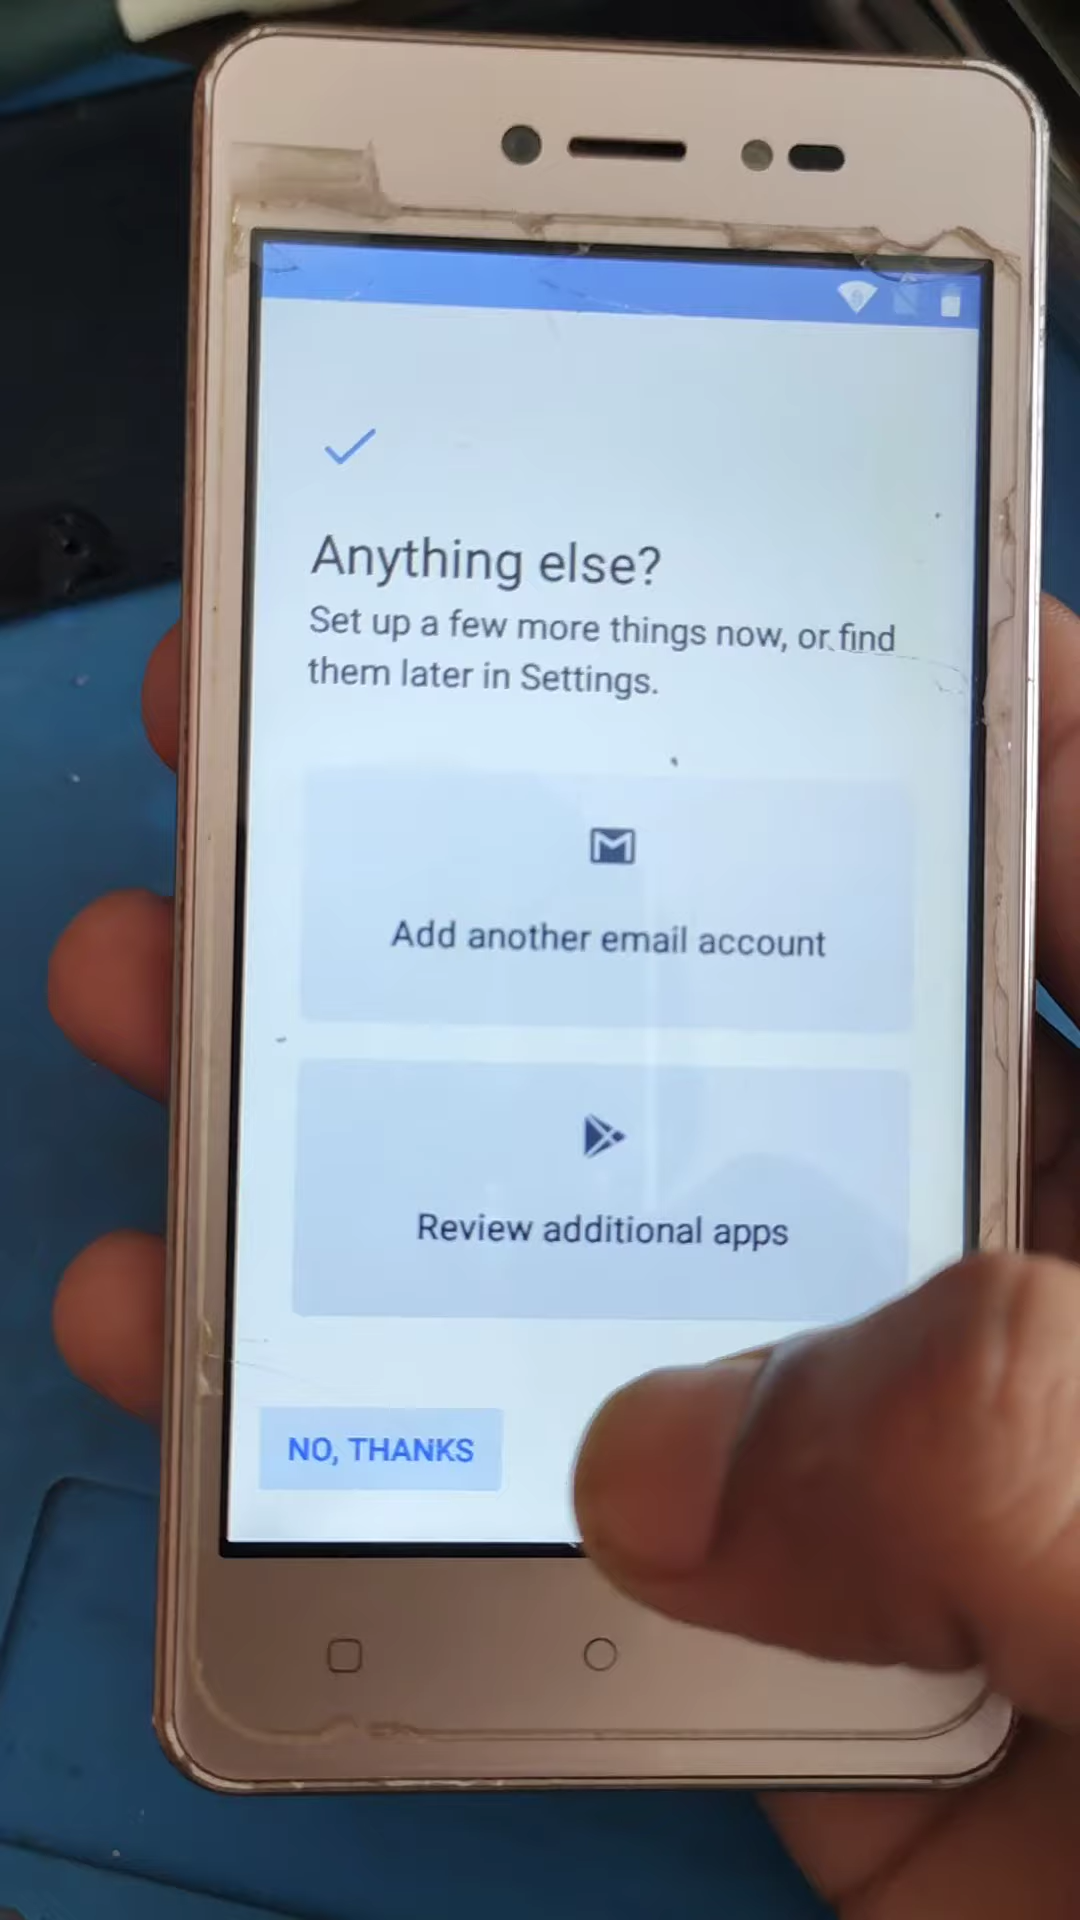 Anything else?
Set up a few more things now, or find
them later in Settings.
Add another email account
Review additional apps
NO, THANKS